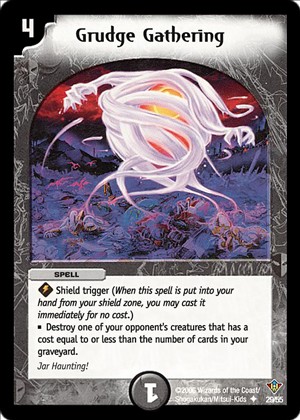 4
Grudge Gathering
SPELL
Shield trigger (When this spell is put into
hand from your shield zone, you may cast it
immediately for no cost.)
▪ Destroy one of your opponent's creatures that has a
cost equal to or less than the number of cards in your
graveyard.
Jar Haunting!
1
©2006 Wizards of the Coast/
Shogakukan/Mitsui-Kids
29/55